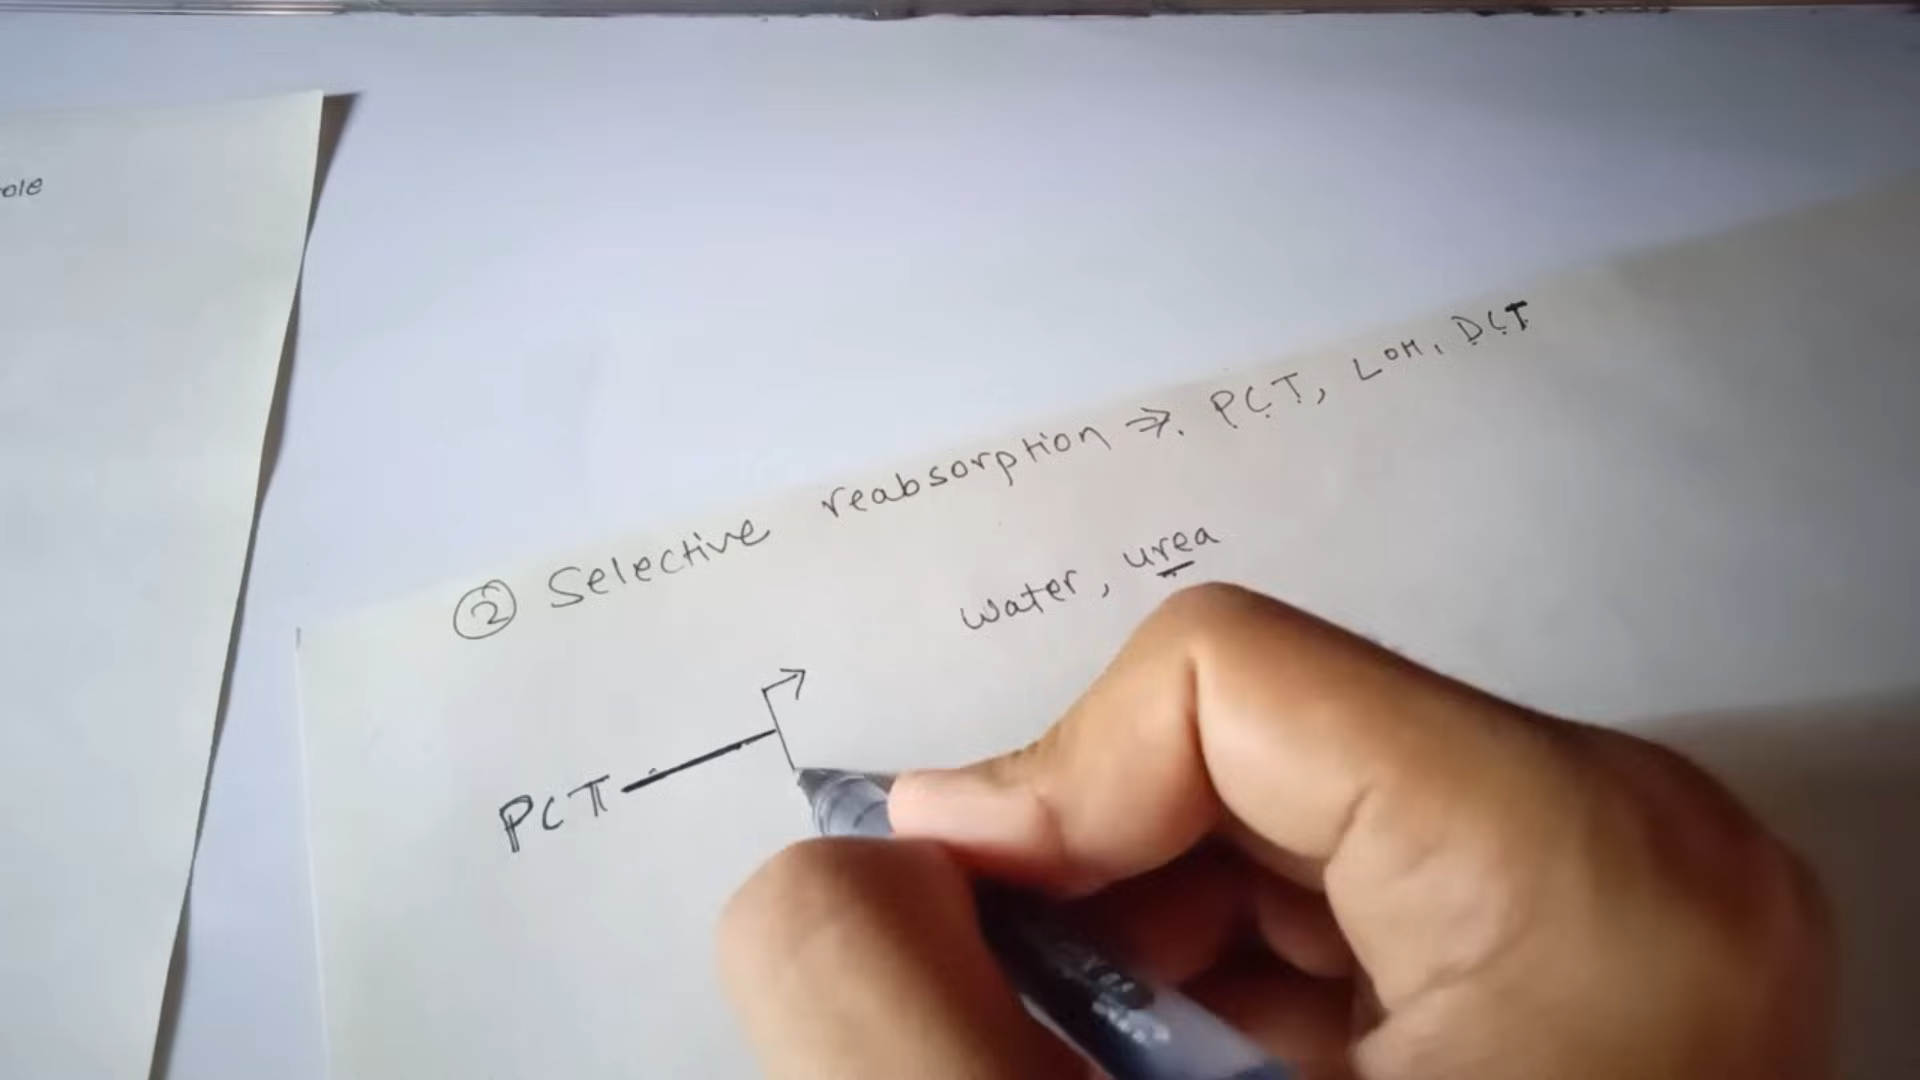 ole
② Selective reabsorption ⇒. PCT, LOH, DCT
water, urea
PCT